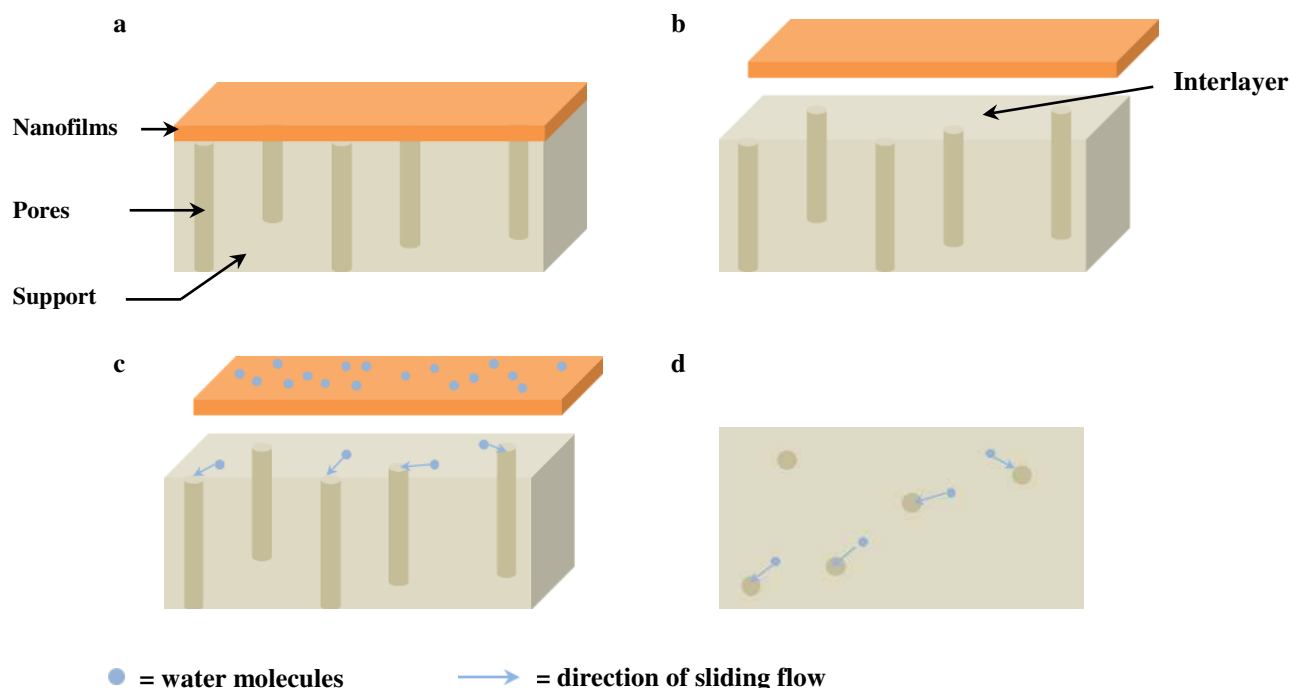 a
b
Interlayer
Nanofilms
Pores
Support
c
d
= water molecules
= direction of sliding flow